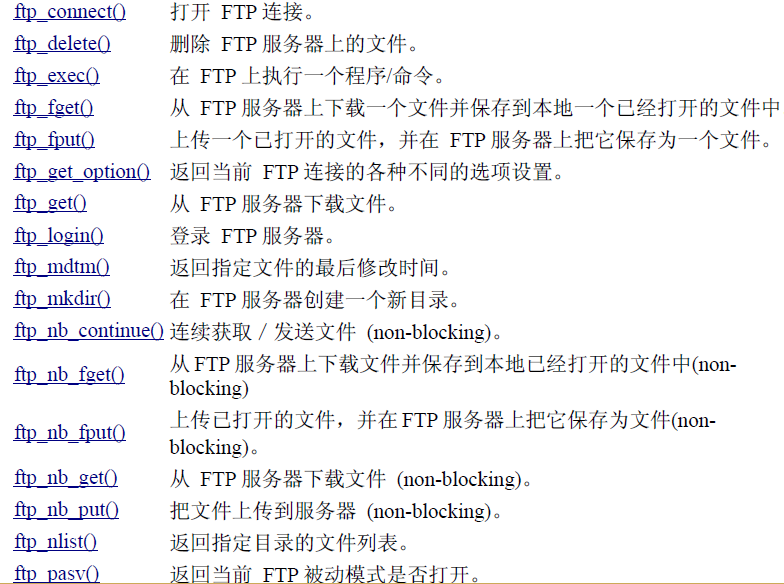 ftp_connect() 打开 FTP 连接。
ftp_delete() 删除 FTP 服务器上的文件。
ftp_exec() 在 FTP 上执行一个程序/命令。
ftp_fget() 从 FTP 服务器上下载一个文件并保存到本地一个已经打开的文件中
ftp_fput() 上传一个已打开的文件，并在 FTP 服务器上把它保存为一个文件。
ftp_get_option() 返回当前 FTP 连接的各种不同的选项设置。
ftp_get() 从 FTP 服务器下载文件。
ftp_login() 登录 FTP 服务器。
ftp_mdtm() 返回指定文件的最后修改时间。
ftp_mkdir() 在 FTP 服务器创建一个新目录。
ftp_nb_continue() 连续获取／发送文件 (non-blocking)。
ftp_nb_fget() 从 FTP 服务器上下载文件并保存到本地已经打开的文件中(non-
blocking)
ftp_nb_fput() 上传已打开的文件，并在 FTP 服务器上把它保存为文件(non-
blocking)。
ftp_nb_get() 从 FTP 服务器下载文件 (non-blocking)。
ftp_nb_put() 把文件上传到服务器 (non-blocking)。
ftp_nlist() 返回指定目录的文件列表。
ftp_pasv() 返回当前 FTP 被动模式是否打开。